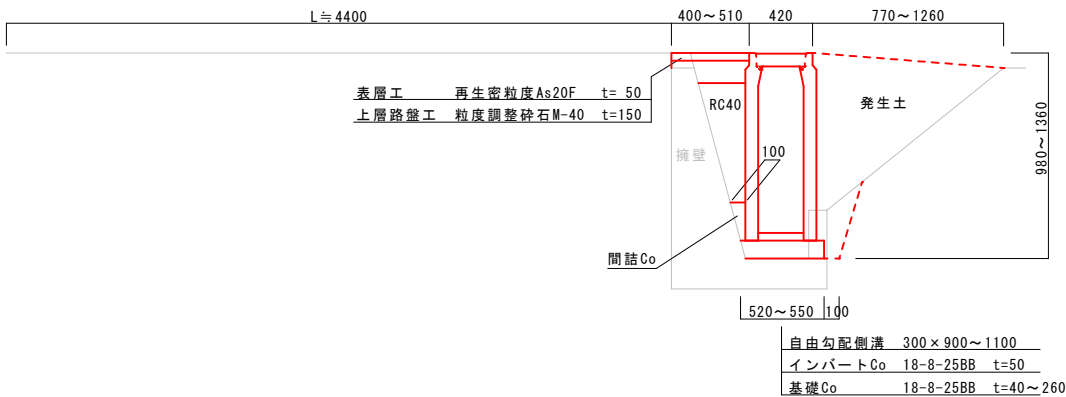 L≒4400
400～510
420
770～1260
表層工 再生密粒度As20F t= 50
上層路盤工 粒度調整砕石M-40 t=150
RC40
発生土
擁壁
100
980～1360
間詰Co
520～550
100
自由勾配側溝 300×900～1100
インバートCo 18-8-25BB t=50
基礎Co 18-8-25BB t=40～260